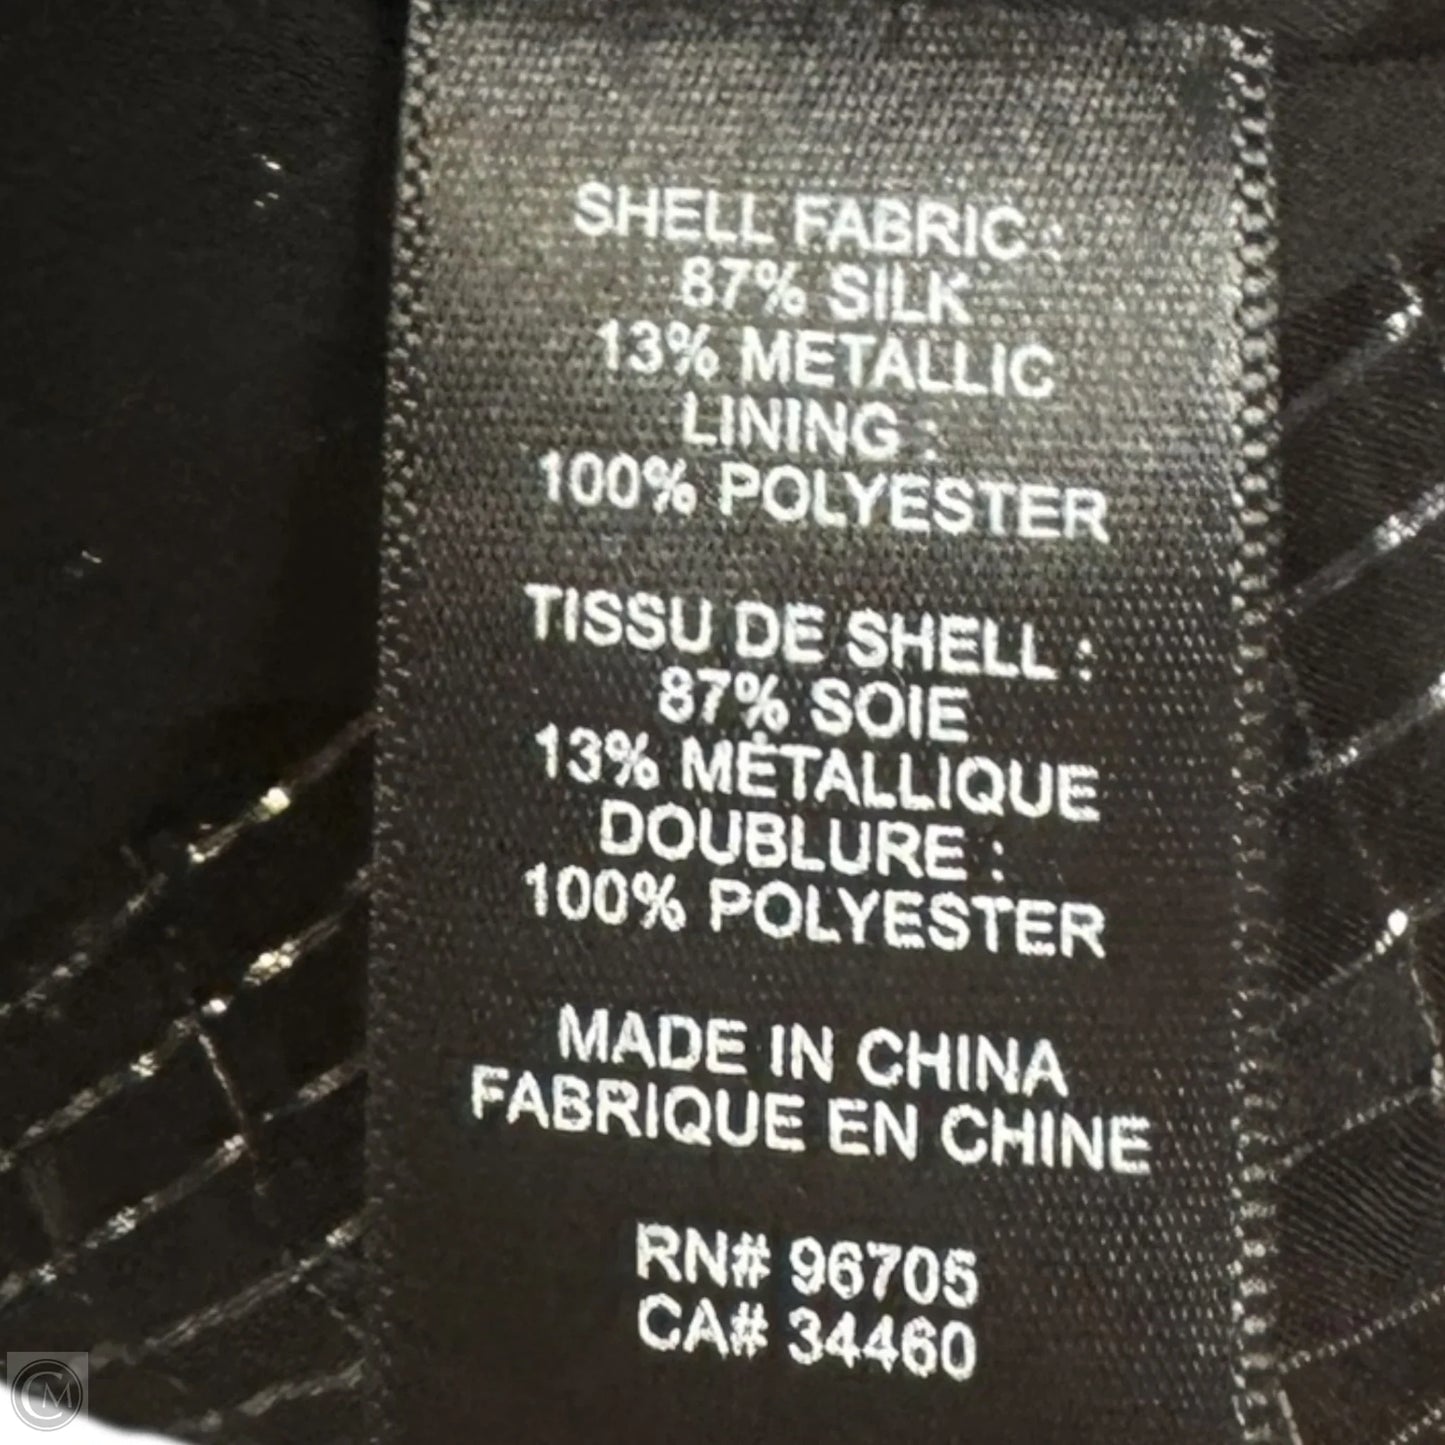 SHELL FABRIC :
87% SILK
13% METALLIC
LINING :
100% POLYESTER
TISSU DE SHELL :
87% SOIE
13% MÉTALLIQUE
DOUBLURE :
100% POLYESTER
MADE IN CHINA
FABRIQUE EN CHINE
RN# 96705
CA# 34460
CM